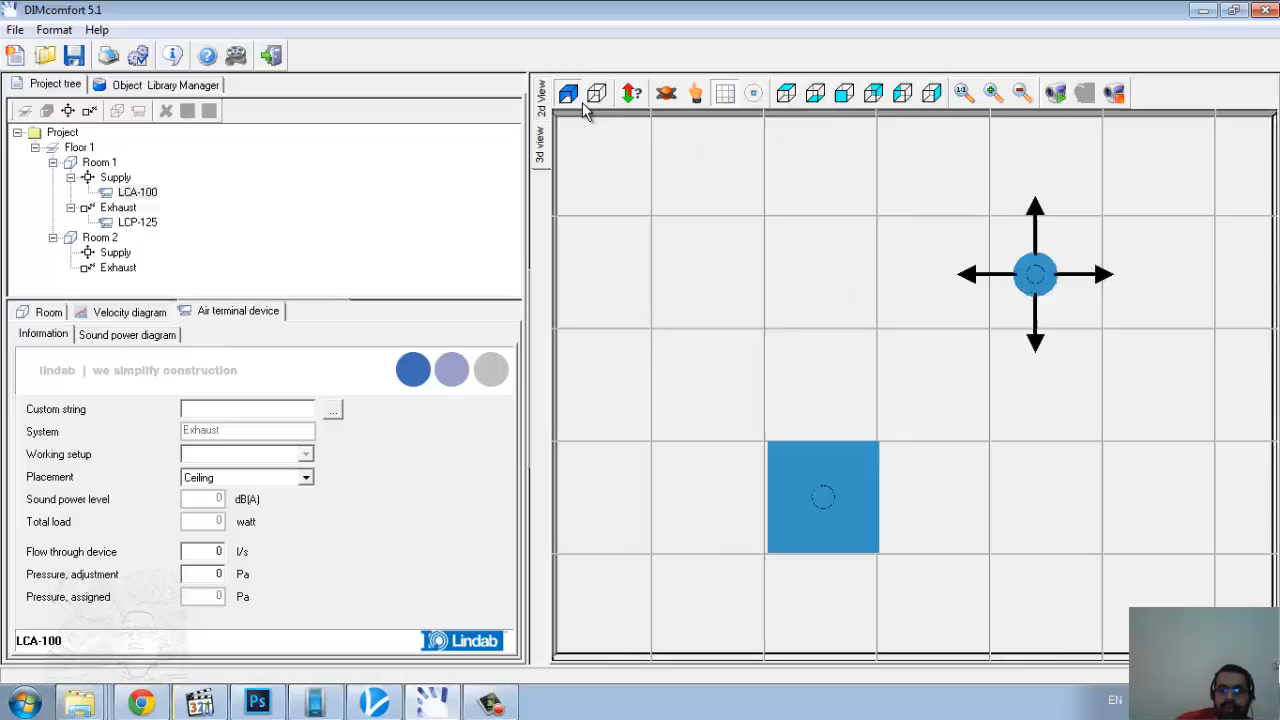 DIMcomfort 5.1
File Format Help
Project tree Object Library Manager
Project
Floor 1
Room 1
Supply
LCA-100
Exhaust
LCP-125
Room 2
Supply
Exhaust
Room Velocity diagram Air terminal device
Information Sound power diagram
lindab | we simplify construction
Custom string ...
System Exhaust
Working setup
Placement Ceiling
Sound power level 0 dB(A)
Total load 0 watt
Flow through device 0 l/s
Pressure, adjustment 0 Pa
Pressure, assigned 0 Pa
LCA-100 Lindab
2d View
3d view
1:1
321
Ps
EN